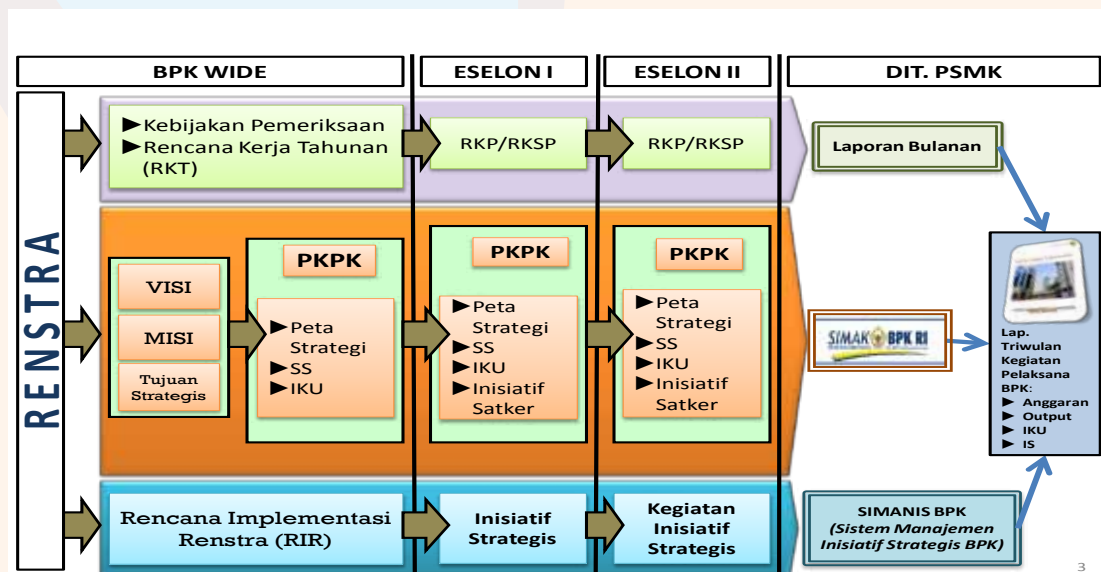 BPK WIDE
ESELON I
ESELON II
DIT. PSMK
RENSTRA
►Kebijakan Pemeriksaan
►Rencana Kerja Tahunan
(RKT)
RKP/RKSP
RKP/RKSP
Laporan Bulanan
VISI
MISI
Tujuan
Strategis
PKPK
►Peta
Strategi
►SS
►IKU
PKPK
►Peta
Strategi
►SS
►IKU
►Inisiatif
Satker
PKPK
►Peta
Strategi
►SS
►IKU
►Inisiatif
Satker
SIMAK BPK RI
Lap.
Triwulan
Kegiatan
Pelaksana
BPK:
► Anggaran
► Output
► IKU
► IS
Rencana Implementasi
Renstra (RIR)
Inisiatif
Strategis
Kegiatan
Inisiatif
Strategis
SIMANIS BPK
(Sistem Manajemen
Inisiatif Strategis BPK)
3